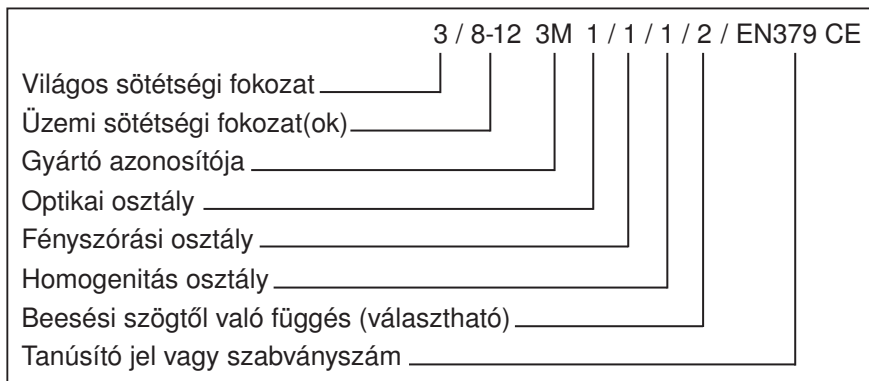 3 / 8-12 3M 1 / 1 / 1 / 2 / EN379 CE
Világos sötétségi fokozat
Üzemi sötétségi fokozat(ok)
Gyártó azonosítója
Optikai osztály
Fényszórási osztály
Homogenitás osztály
Beesési szögtől való függés (választható)
Tanúsító jel vagy szabványszám